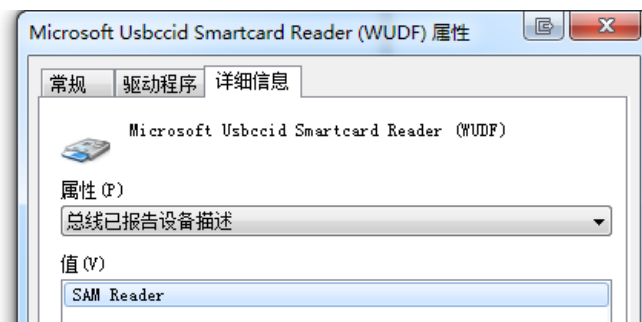 Microsoft Usbccid Smartcard Reader (WUDF) 属性
常规 驱动程序 详细信息
Microsoft Usbccid Smartcard Reader (WUDF)
属性(P)
总线已报告设备描述
值(V)
SAM Reader